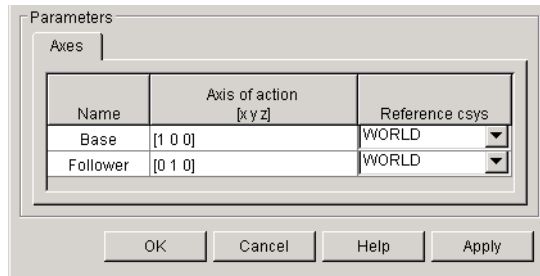 Parameters
Axes
Name
Axis of action
[x y z]
Reference csys
Base [1 0 0] WORLD
Follower [0 1 0] WORLD
OK Cancel Help Apply